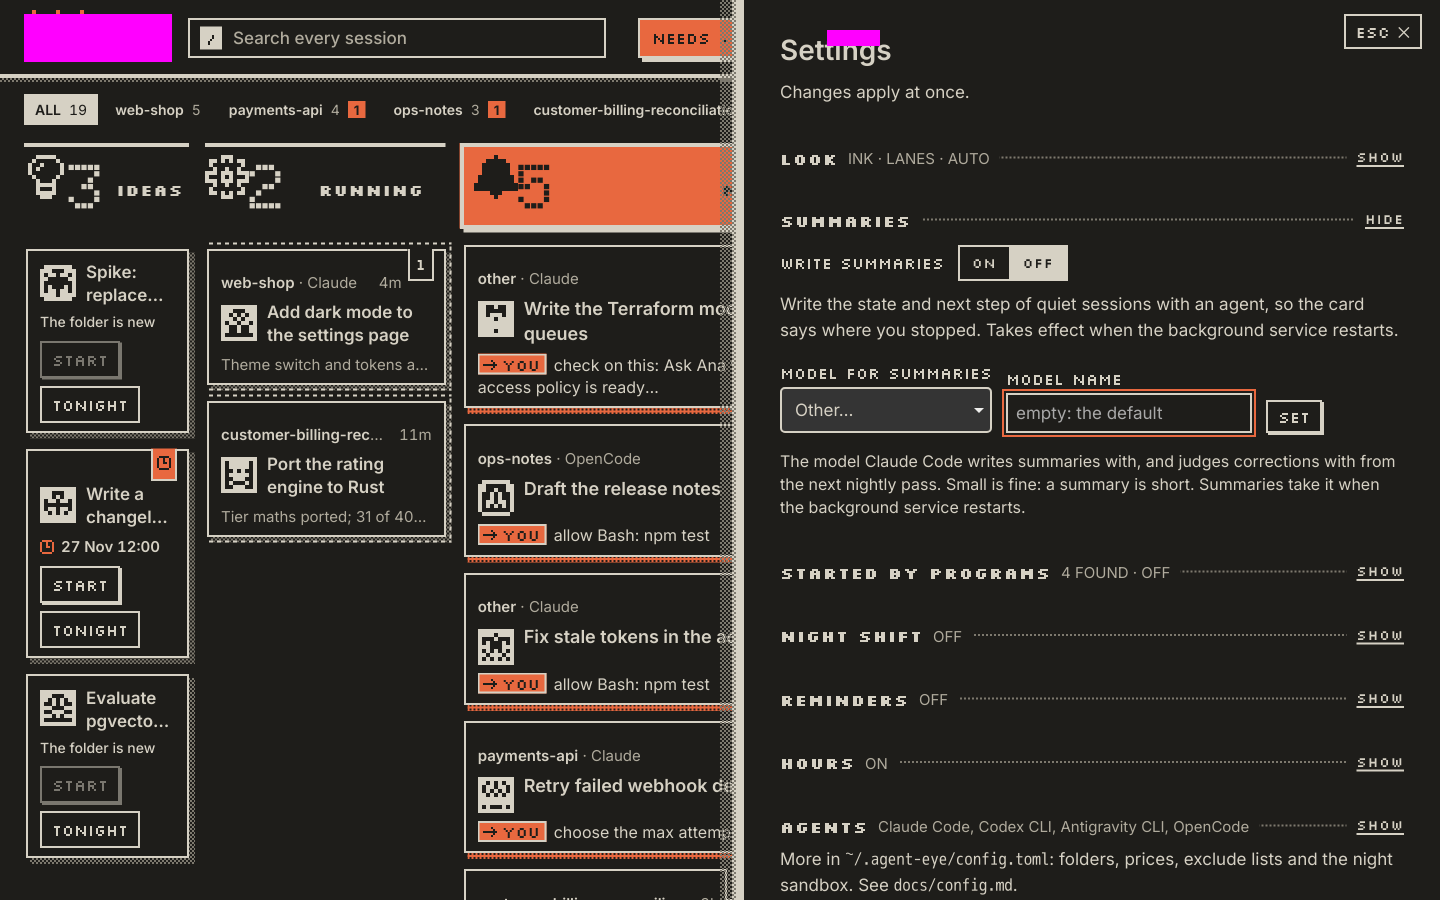 / Search every session
NEEDS
ALL 19
web-shop 5
payments-api 4 1
ops-notes 3 1
3 IDEAS
2 RUNNING
5
Spike:
replace...
The folder is new
START
TONIGHT
Write a
changel...
27 Nov 12:00
START
TONIGHT
Evaluate
pgvecto...
The folder is new
START
TONIGHT
1
web-shop · Claude 4m
Add dark mode to
the settings page
Theme switch and tokens a...
customer-billing-rec... 11m
Port the rating
engine to Rust
Tier maths ported; 31 of 40...
other · Claude
Write the Terraform
queues
→ YOU check on this: Ask Ana
access policy is ready...
ops-notes · OpenCode
Draft the release notes
→ YOU allow Bash: npm test
other · Claude
Fix stale tokens in the
→ YOU allow Bash: npm test
payments-api · Claude
Retry failed webhook
→ YOU choose the max
ESC ×
Settings
Changes apply at once.
LOOK INK · LANES · AUTO SHOW
SUMMARIES HIDE
WRITE SUMMARIES ON OFF
Write the state and next step of quiet sessions with an agent, so the card
says where you stopped. Takes effect when the background service restarts.
MODEL FOR SUMMARIES
Other...
MODEL NAME
empty: the default
SET
The model Claude Code writes summaries with, and judges corrections with from
the next nightly pass. Small is fine: a summary is short. Summaries take it when
the background service restarts.
STARTED BY PROGRAMS 4 FOUND · OFF SHOW
NIGHT SHIFT OFF SHOW
REMINDERS OFF SHOW
HOURS ON SHOW
AGENTS Claude Code, Codex CLI, Antigravity CLI, OpenCode SHOW
More in ~/.agent-eye/config.toml: folders, prices, exclude lists and the night
sandbox. See docs/config.md.